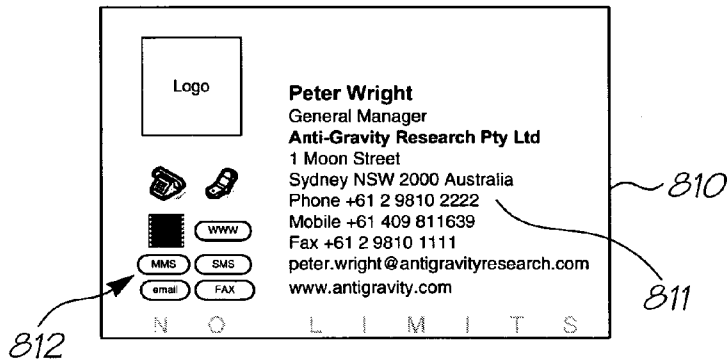 Logo
Peter Wright
General Manager
Anti-Gravity Research Pty Ltd
1 Moon Street
Sydney NSW 2000 Australia
Phone +61 2 9810 2222
Mobile +61 409 811639
Fax +61 2 9810 1111
peter.wright@antigravityresearch.com
www.antigravity.com
WWW
MMS SMS
email FAX
NO LIMITS
810
811
812